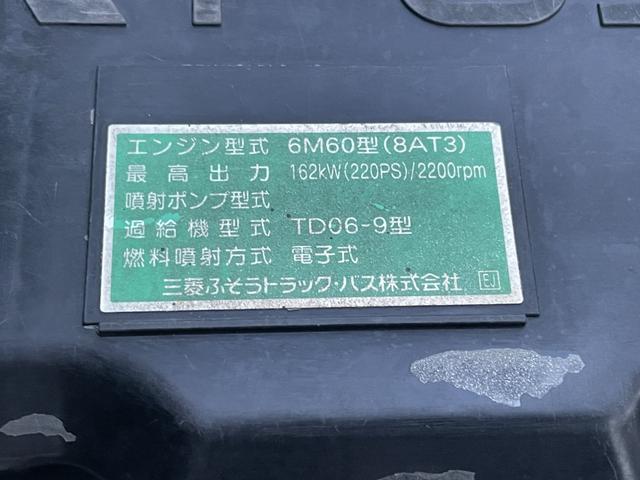 エンジン型式 6M60型(8AT3)
最高出力 162kW(220PS)/2200rpm
噴射ポンプ型式
過給機型式 TD06-9型
燃料噴射方式 電子式
三菱ふそうトラック・バス株式会社 EJ